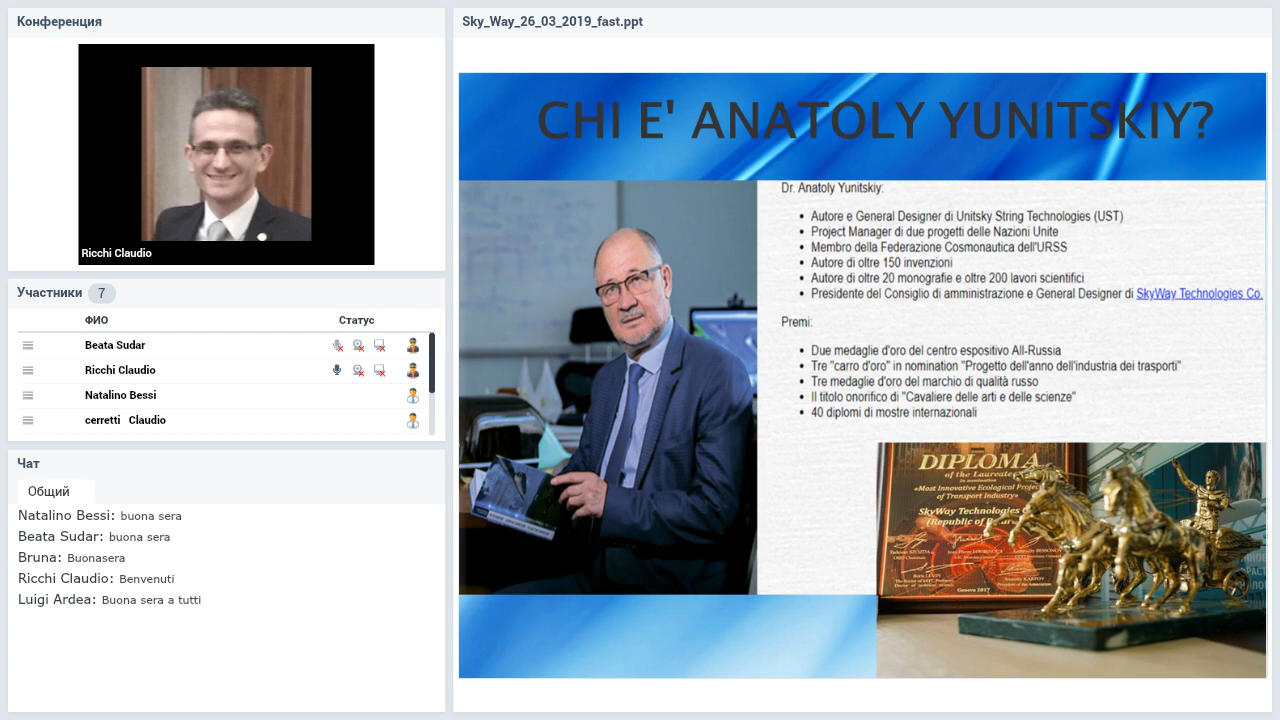 Конференция
Ricchi Claudio
Участники 7
ФИО Статус
Beata Sudar
Ricchi Claudio
Natalino Bessi
cerretti Claudio
Чат
Общий
Natalino Bessi: buona sera
Beata Sudar: buona sera
Bruna: Buonasera
Ricchi Claudio: Benvenuti
Luigi Ardea: Buona sera a tutti
Sky_Way_26_03_2019_fast.ppt
CHI E' ANATOLY YUNITSKIY?
Dr. Anatoly Yunitskiy:
• Autore e General Designer di Unitsky String Technologies (UST)
• Project Manager di due progetti delle Nazioni Unite
• Membro della Federazione Cosmonautica dell'URSS
• Autore di oltre 150 invenzioni
• Autore di oltre 20 monografie e oltre 200 lavori scientifici
• Presidente del Consiglio di amministrazione e General Designer di SkyWay Technologies Co.
Premi:
• Due medaglie d'oro del centro espositivo All-Russia
• Tre "carro d'oro" in nomination "Progetto dell'anno dell'industria dei trasporti"
• Tre medaglie d'oro del marchio di qualità russo
• Il titolo onorifico di "Cavaliere delle arti e delle scienze"
• 40 diplomi di mostre internazionali
DIPLOMA
of the Laureate
in nomination
«Most Innovative Ecological Project
of Transport Industry»
SkyWay Technologies
(Republic of
Geneva 2017